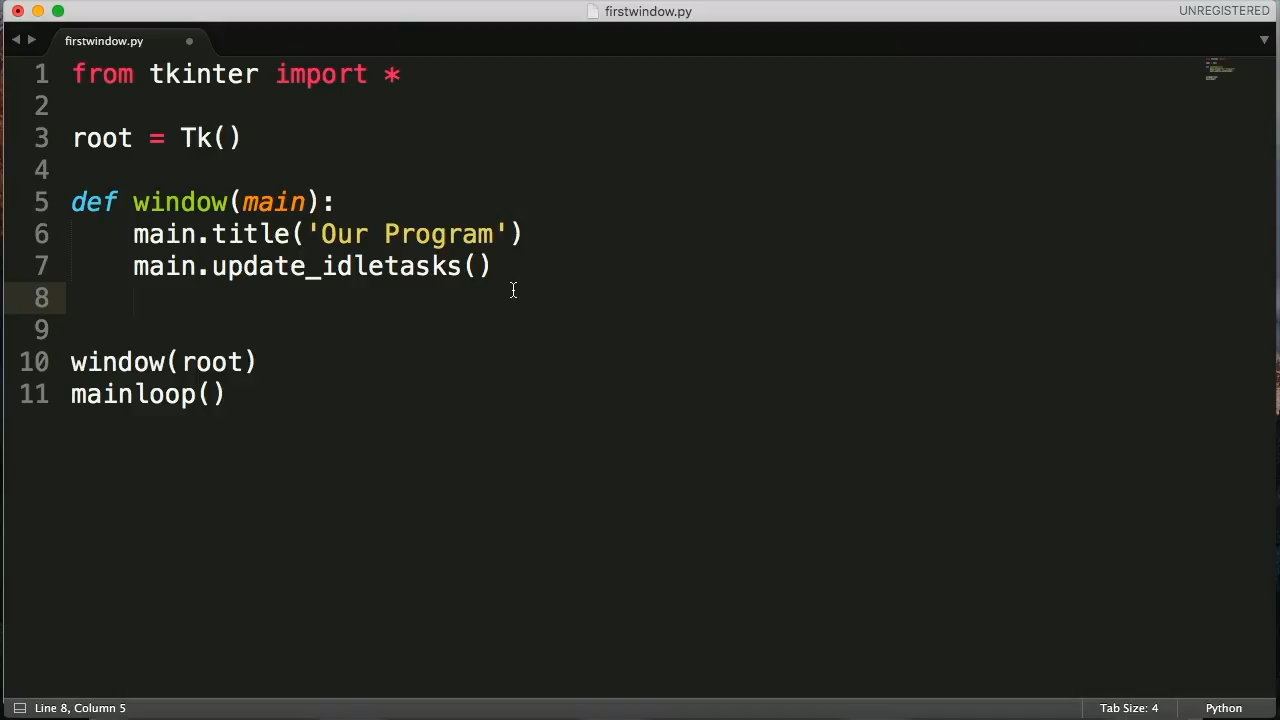 firstwindow.py
UNREGISTERED
firstwindow.py
1 from tkinter import *
2
3 root = Tk()
4
5 def window(main):
6     main.title('Our Program')
7     main.update_idletasks()
8
9
10 window(root)
11 mainloop()
Line 8, Column 5
Tab Size: 4
Python